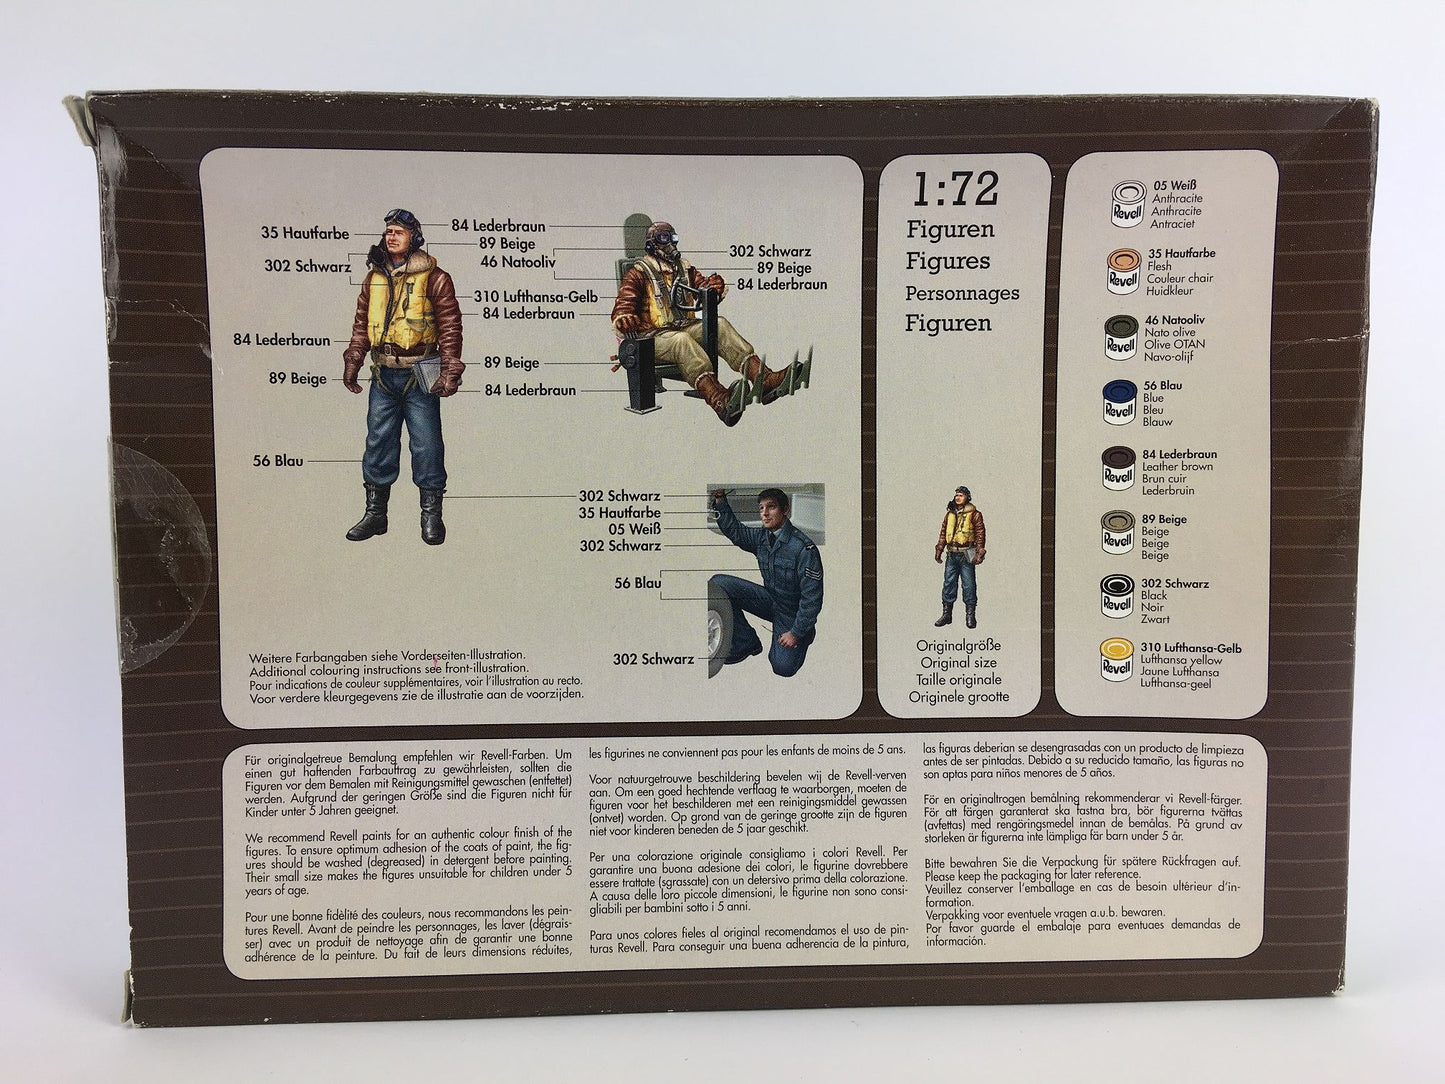 35 Hautfarbe
302 Schwarz
84 Lederbraun
89 Beige
56 Blau
84 Lederbraun
89 Beige
46 Natooliv
310 Lufthansa-Gelb
84 Lederbraun
89 Beige
84 Lederbraun
302 Schwarz
89 Beige
84 Lederbraun
302 Schwarz
35 Hautfarbe
05 Weiß
302 Schwarz
56 Blau
302 Schwarz
Weitere Farbangaben siehe Vorderseiten-Illustration.
Additional colouring instructions see front-illustration.
Pour indications de couleur supplémentaires, voir l'illustration au recto.
Voor verdere kleurgegevens zie de illustratie aan de voorzijden.
1:72
Figuren
Figures
Personnages
Figuren
Originalgröße
Original size
Taille originale
Originele grootte
Revell
05 Weiß
Anthracite
Anthracite
Antraciet
Revell
35 Hautfarbe
Flesh
Couleur chair
Huidkleur
Revell
46 Natooliv
Nato olive
Olive OTAN
Navo-olijf
Revell
56 Blau
Blue
Bleu
Blauw
Revell
84 Lederbraun
Leather brown
Brun cuir
Lederbruin
Revell
89 Beige
Beige
Beige
Beige
Revell
302 Schwarz
Black
Noir
Zwart
Revell
310 Lufthansa-Gelb
Lufthansa yellow
Jaune Lufthansa
Lufthansa-geel
Für originalgetreue Bemalung empfehlen wir Revell-Farben. Um
einen gut haftenden Farbauftrag zu gewährleisten, sollten die
Figuren vor dem Bemalen mit Reinigungsmittel gewaschen (entfettet)
werden. Aufgrund der geringen Größe sind die Figuren nicht für
Kinder unter 5 Jahren geeignet.
We recommend Revell paints for an authentic colour finish of the
figures. To ensure optimum adhesion of the coats of paint, the fig-
ures should be washed (degreased) in detergent before painting.
Their small size makes the figures unsuitable for children under 5
years of age.
Pour une bonne fidélité des couleurs, nous recommandons les pein-
tures Revell. Avant de peindre les personnages, les laver (dégrais-
ser) avec un produit de nettoyage afin de garantir une bonne
adhérence de la peinture. Du fait de leurs dimensions réduites,
les figurines ne conviennent pas pour les enfants de moins de 5 ans.
Voor natuurgetrouwe beschildering bevelen wij de Revell-verven
aan. Om een goed hechtende verflaag te waarborgen, moeten de
figuren voor het beschilderen met een reinigingsmiddel gewassen
(ontvet) worden. Op grond van de geringe grootte zijn de figuren
niet voor kinderen beneden de 5 jaar geschikt.
Per una colorazione originale consigliamo i colori Revell. Per
garantire una buona adesione dei colori, le figurine dovrebbere
essere trattate (sgrassate) con un detersivo prima della colorazione.
A causa delle loro piccole dimensioni, le figurine non sono consi-
gliabili per bambini sotto i 5 anni.
Para unos colores fieles al original recomendamos el uso de pin-
turas Revell. Para conseguir una buena adherencia de la pintura,
las figuras deberian se desengrasadas con un producto de limpieza
antes de ser pintadas. Debido a su reducido tamaño, las figuras no
son aptas para niños menores de 5 años.
För en originaltrogen bemålning rekommenderar vi Revell-färger.
För att färgen garanterat ska fastna bra, bör figurerna tvättas
(avfettas) med rengöringsmedel innan de bemålas. På grund av
storleken är figurerna inte lämpliga för barn under 5 år.
Bitte bewahren Sie die Verpackung für spätere Rückfragen auf.
Please keep the packaging for later reference.
Veuillez conserver l'emballage en cas de besoin ultérieur d'in-
formation.
Verpakking voor eventuele vragen a.u.b. bewaren.
Por favor guarde el embalaje para eventuaes demandas de
información.